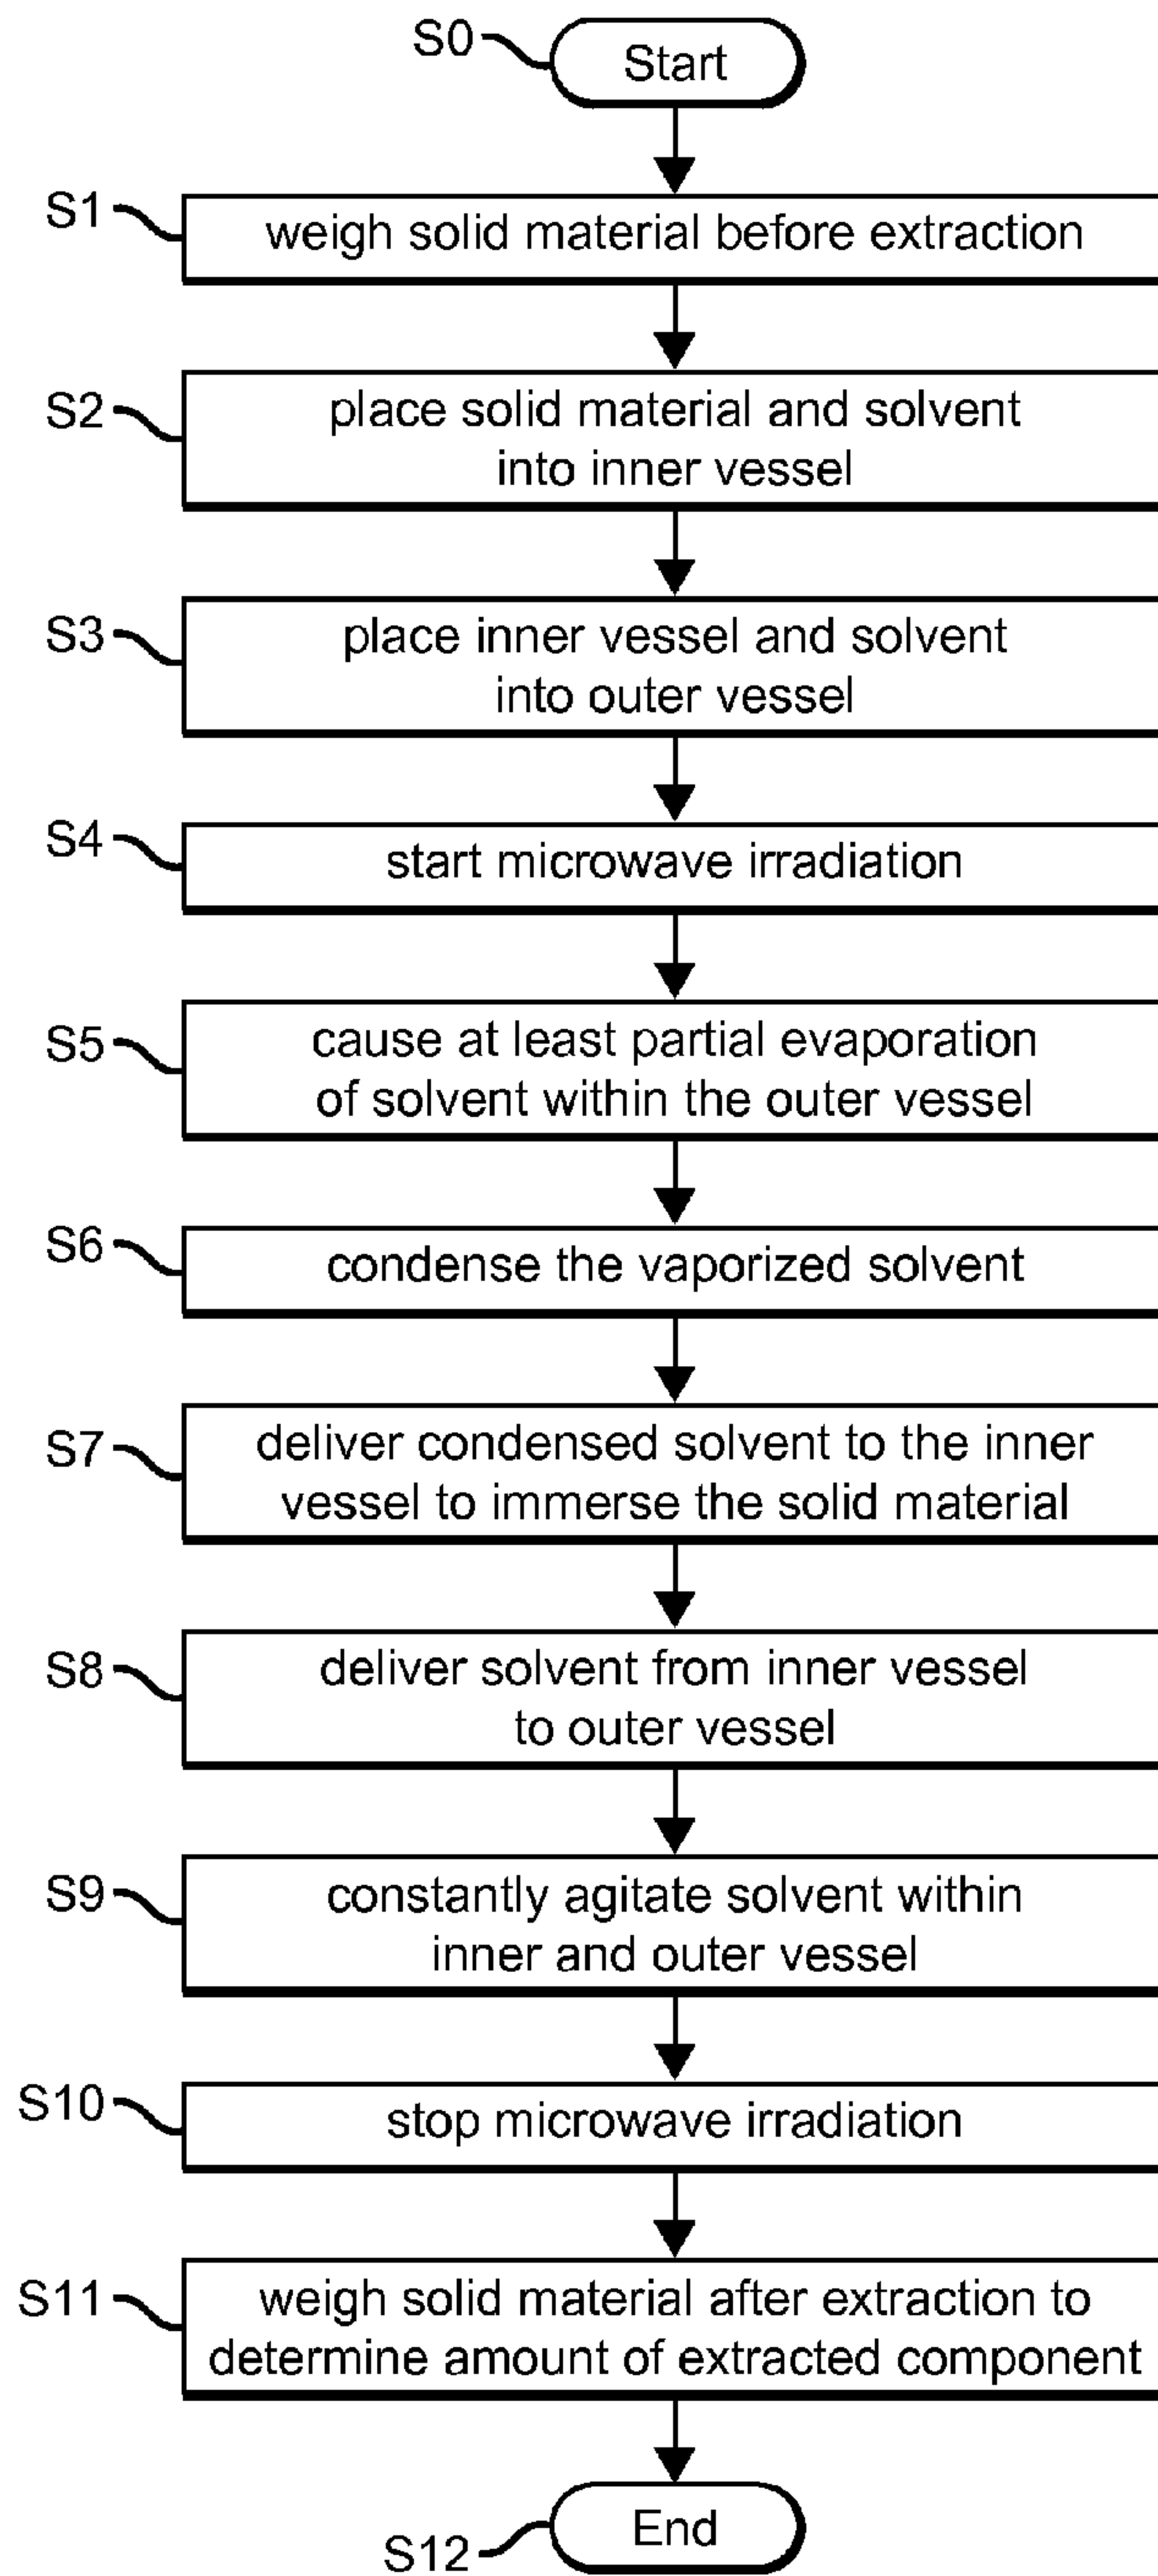 S0
Start
S1
weigh solid material before extraction
S2
place solid material and solvent
into inner vessel
S3
place inner vessel and solvent
into outer vessel
S4
start microwave irradiation
S5
cause at least partial evaporation
of solvent within the outer vessel
S6
condense the vaporized solvent
S7
deliver condensed solvent to the inner
vessel to immerse the solid material
S8
deliver solvent from inner vessel
to outer vessel
S9
constantly agitate solvent within
inner and outer vessel
S10
stop microwave irradiation
S11
weigh solid material after extraction to
determine amount of extracted component
End
S12